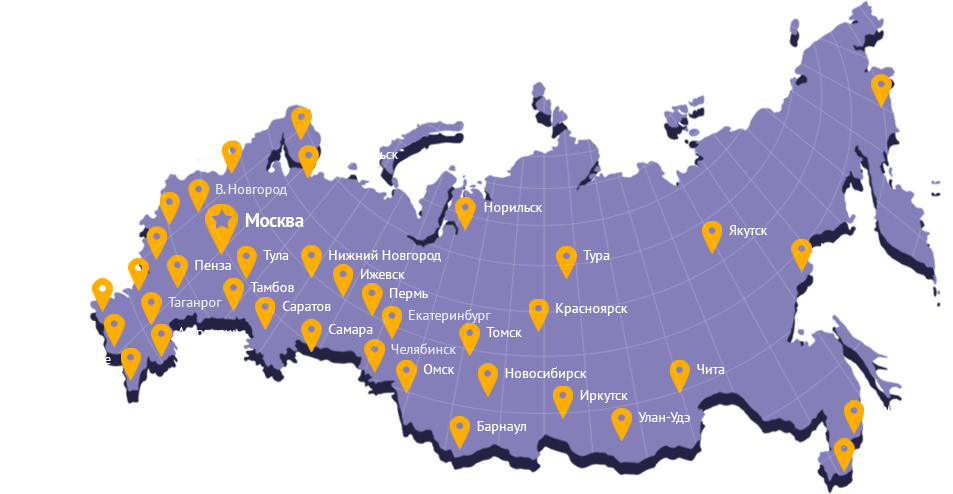 В.Новгород
Норильск
Москва
Якутск
Нижний Новгород
Тула
Тура
Пенза
Ижевск
Тамбов
Пермь
Таганрог
Саратов
Красноярск
Екатеринбург
Самара
Томск
Челябинск
Омск
Новосибирск
Чита
Иркутск
Улан-Удэ
Барнаул